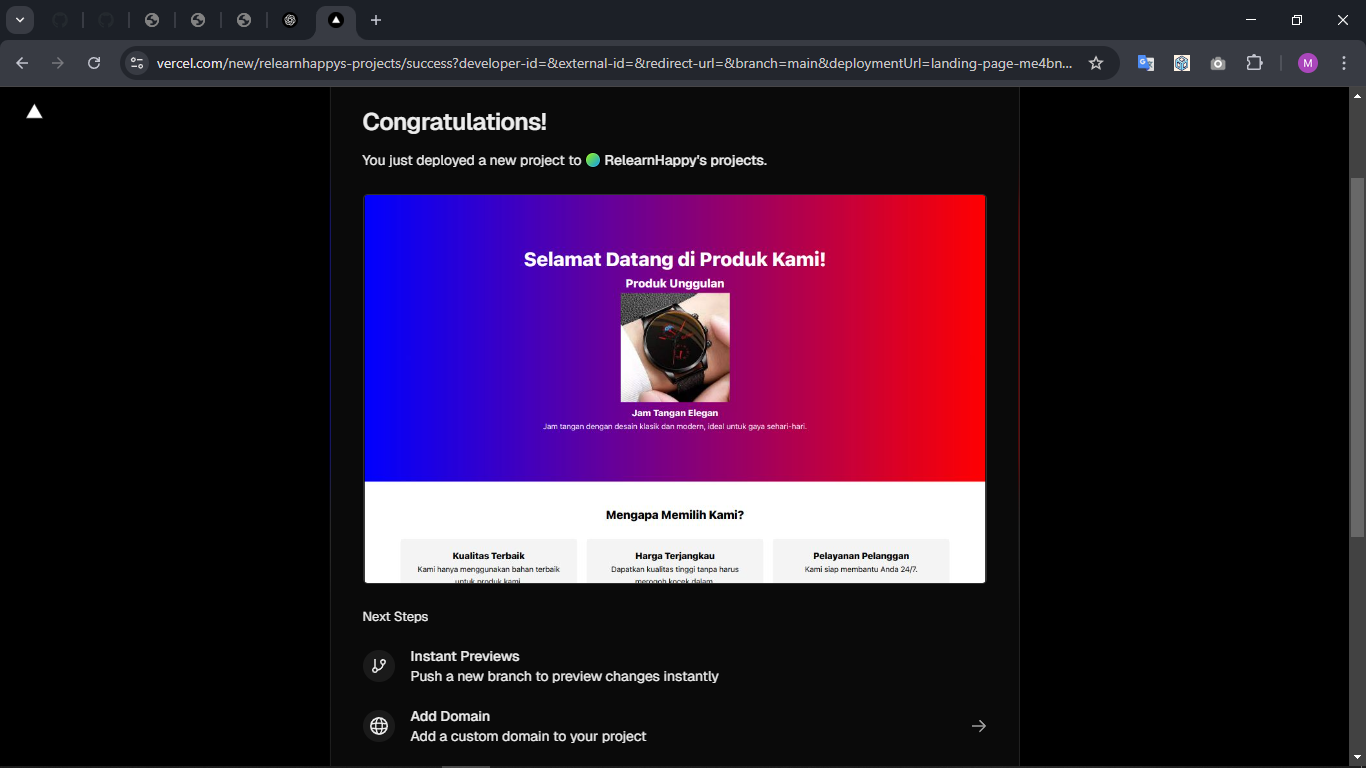 vercel.com/new/relearnhappys-projects/success?developer-id=&external-id=&redirect-url=&branch=main&deploymentUrl=landing-page-me4bn...
M
Congratulations!
You just deployed a new project to RelearnHappy's projects.
Selamat Datang di Produk Kami!
Produk Unggulan
Jam Tangan Elegan
Jam tangan dengan desain klasik dan modern, ideal untuk gaya sehari-hari.
Mengapa Memilih Kami?
Kualitas Terbaik
Kami hanya menggunakan bahan terbaik
untuk produk kami.
Harga Terjangkau
Dapatkan kualitas tinggi tanpa harus
merogoh kocek dalam.
Pelayanan Pelanggan
Kami siap membantu Anda 24/7.
Next Steps
Instant Previews
Push a new branch to preview changes instantly
Add Domain
Add a custom domain to your project